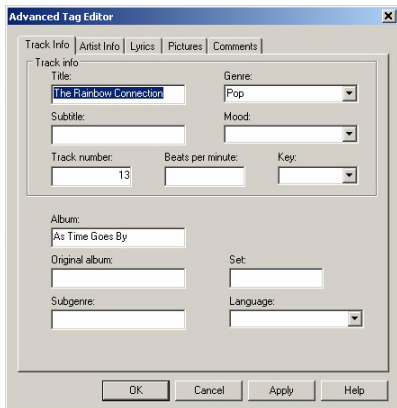 Advanced Tag Editor
Track Info Artist Info Lyrics Pictures Comments
Track info
Title: Genre:
The Rainbow Connection Pop
Subtitle: Mood:
Track number: Beats per minute: Key:
13
Album:
As Time Goes By
Original album: Set:
Subgenre: Language:
OK Cancel Apply Help